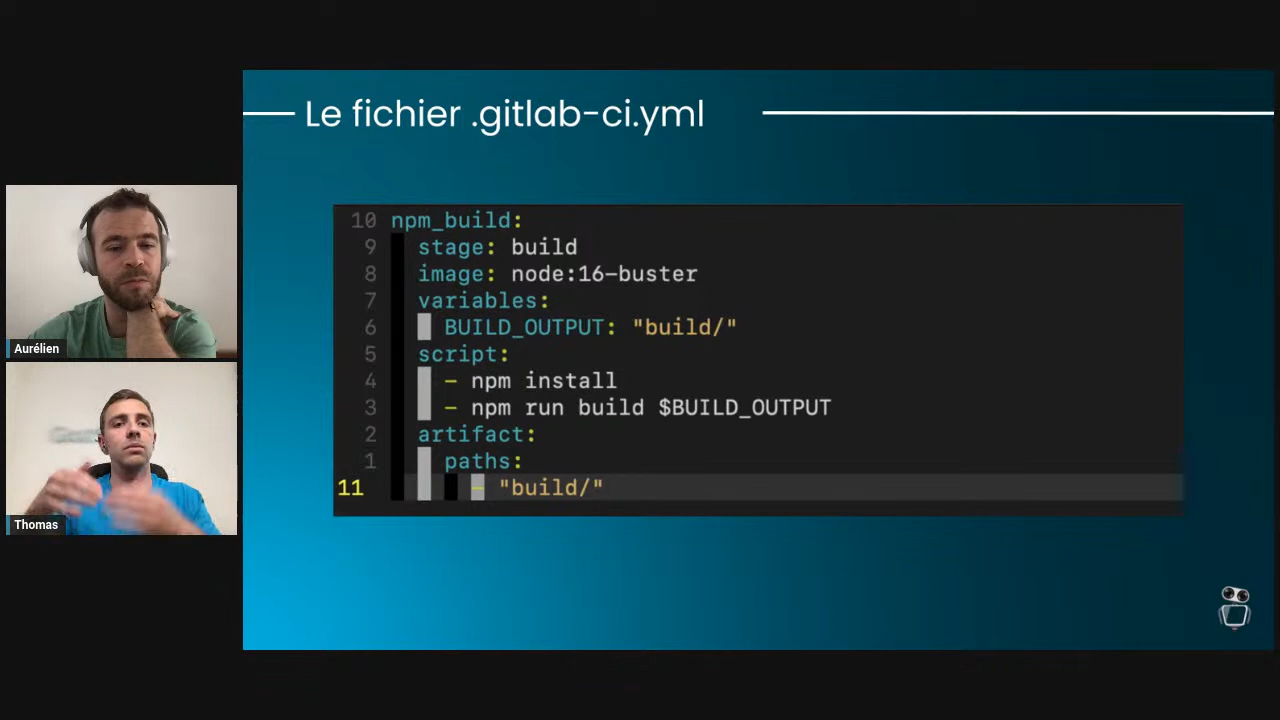 Le fichier .gitlab-ci.yml
10 npm_build:
9 stage: build
8 image: node:16-buster
7 variables:
6 BUILD_OUTPUT: "build/"
5 script:
4 - npm install
3 - npm run build $BUILD_OUTPUT
2 artifact:
1 paths:
11 - "build/"
Aurélien
Thomas